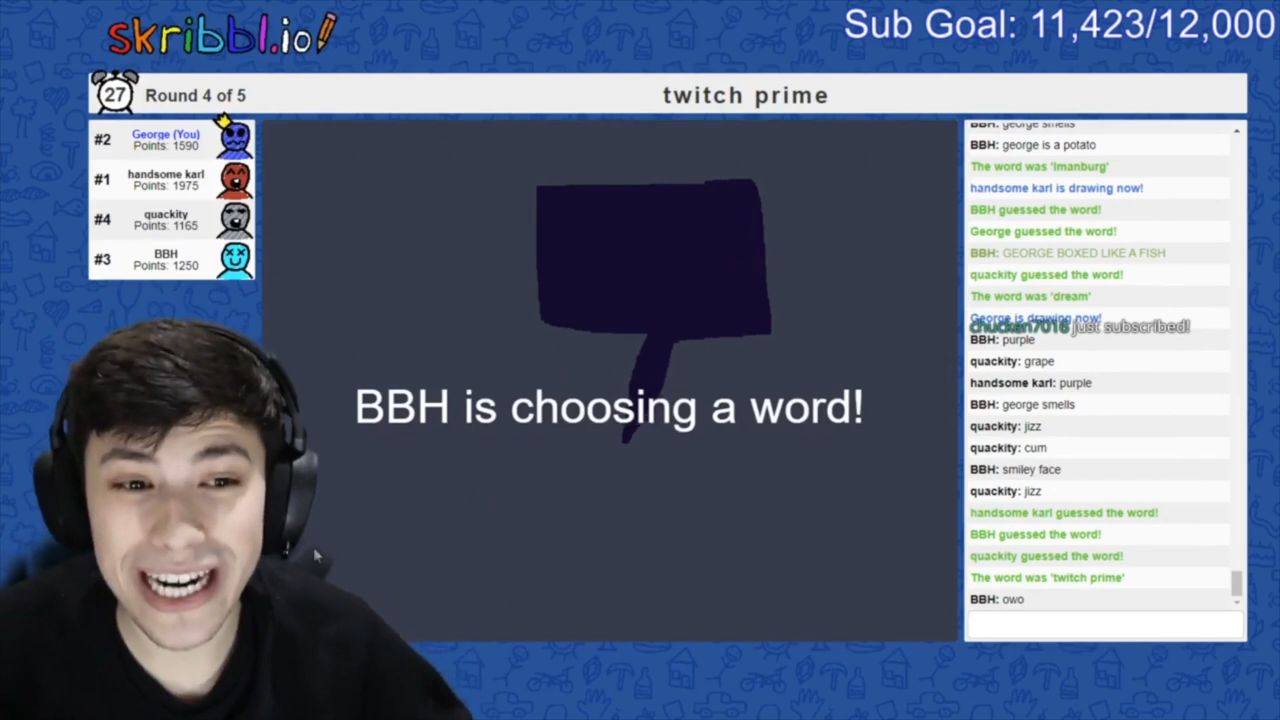 skribbl.io
Sub Goal: 11,423/12,000
27
Round 4 of 5
twitch prime
#2
George (You)
Points: 1590
#1
handsome karl
Points: 1975
#4
quackity
Points: 1165
#3
BBH
Points: 1250
BBH is choosing a word!
BBH: george smells
BBH: george is a potato
The word was 'lmanburg'
handsome karl is drawing now!
BBH guessed the word!
George guessed the word!
BBH: GEORGE BOXED LIKE A FISH
quackity guessed the word!
The word was 'dream'
George is drawing now!
chucken7018 just subscribed!
BBH: purple
quackity: grape
handsome karl: purple
BBH: george smells
quackity: jizz
quackity: cum
BBH: smiley face
quackity: jizz
handsome karl guessed the word!
BBH guessed the word!
quackity guessed the word!
The word was 'twitch prime'
BBH: owo